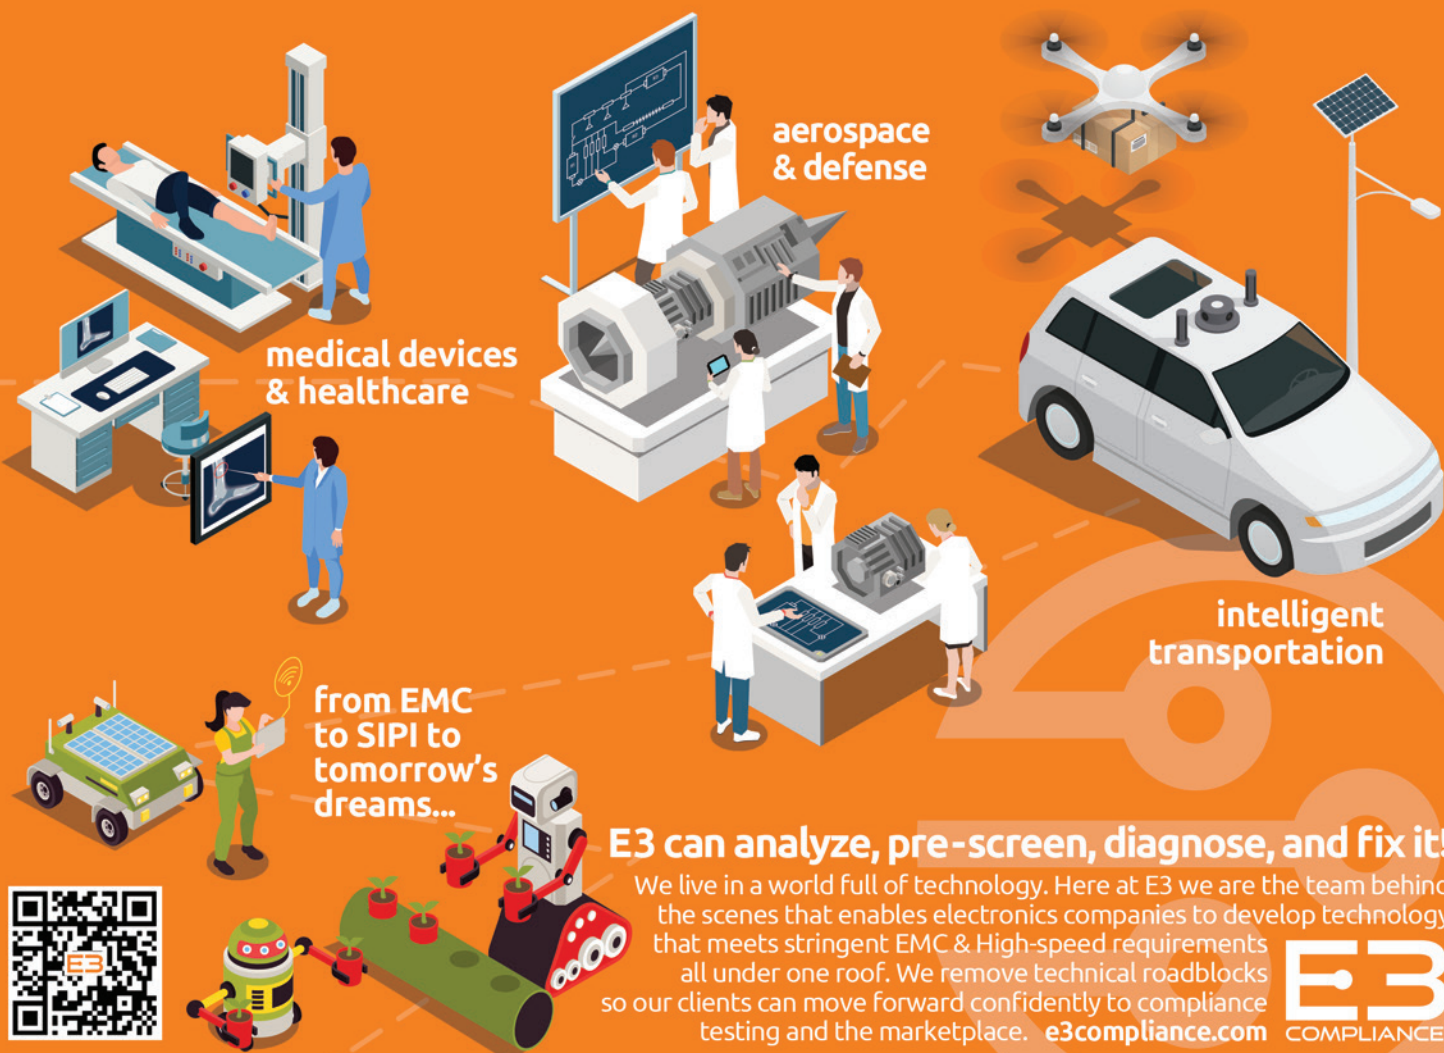 aerospace
& defense
medical devices
& healthcare
intelligent
transportation
from EMC
to SIPI to
tomorrow's
dreams...
E3 can analyze, pre-screen, diagnose, and fix it!
We live in a world full of technology. Here at E3 we are the team behind
the scenes that enables electronics companies to develop technology
that meets stringent EMC & High-speed requirements
all under one roof. We remove technical roadblocks
so our clients can move forward confidently to compliance
testing and the marketplace. e3compliance.com
E3
COMPLIANCE
E3